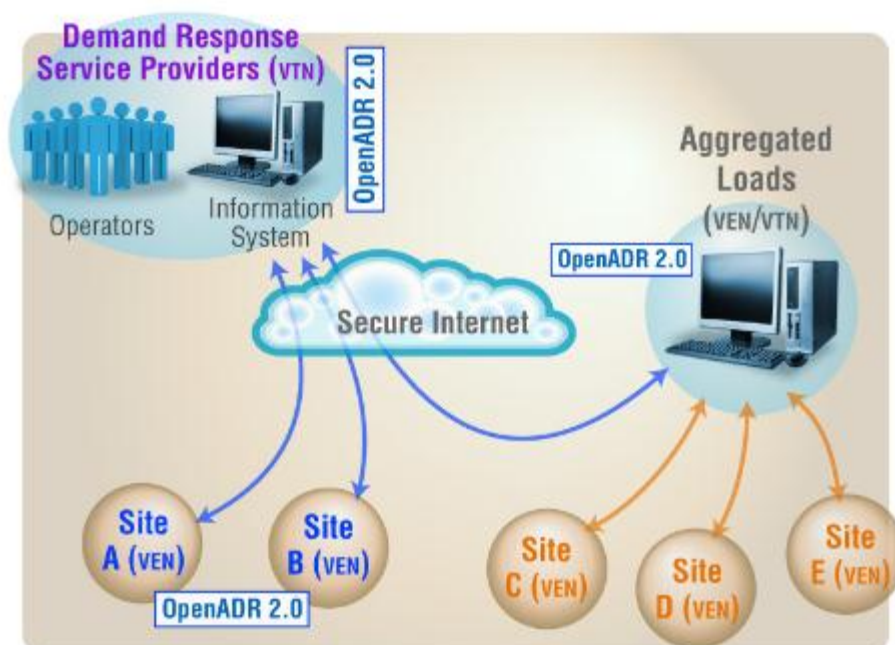 Demand Response
Service Providers (VTN)
OpenADR 2.0
Operators
Information
System
Aggregated
Loads
(VEN/VTN)
OpenADR 2.0
Secure Internet
Site
A (VEN)
Site
B (VEN)
OpenADR 2.0
Site
C (VEN)
Site
D (VEN)
Site
E (VEN)